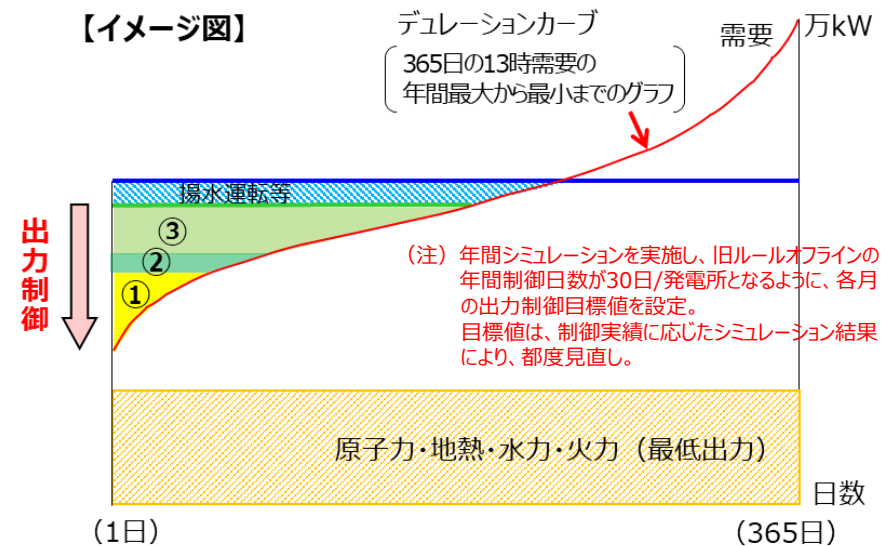 【イメージ図】
デュレーションカーブ
365日の13時需要の
年間最大から最小までのグラフ
需要
万kW
揚水運転等
③
②
①
出力制御
（注）年間シミュレーションを実施し、旧ルールオフラインの
年間制御日数が30日/発電所となるように、各月
の出力制御目標値を設定。
目標値は、制御実績に応じたシミュレーション結果
により、都度見直し。
原子力・地熱・水力・火力（最低出力）
日数
（1日）
（365日）